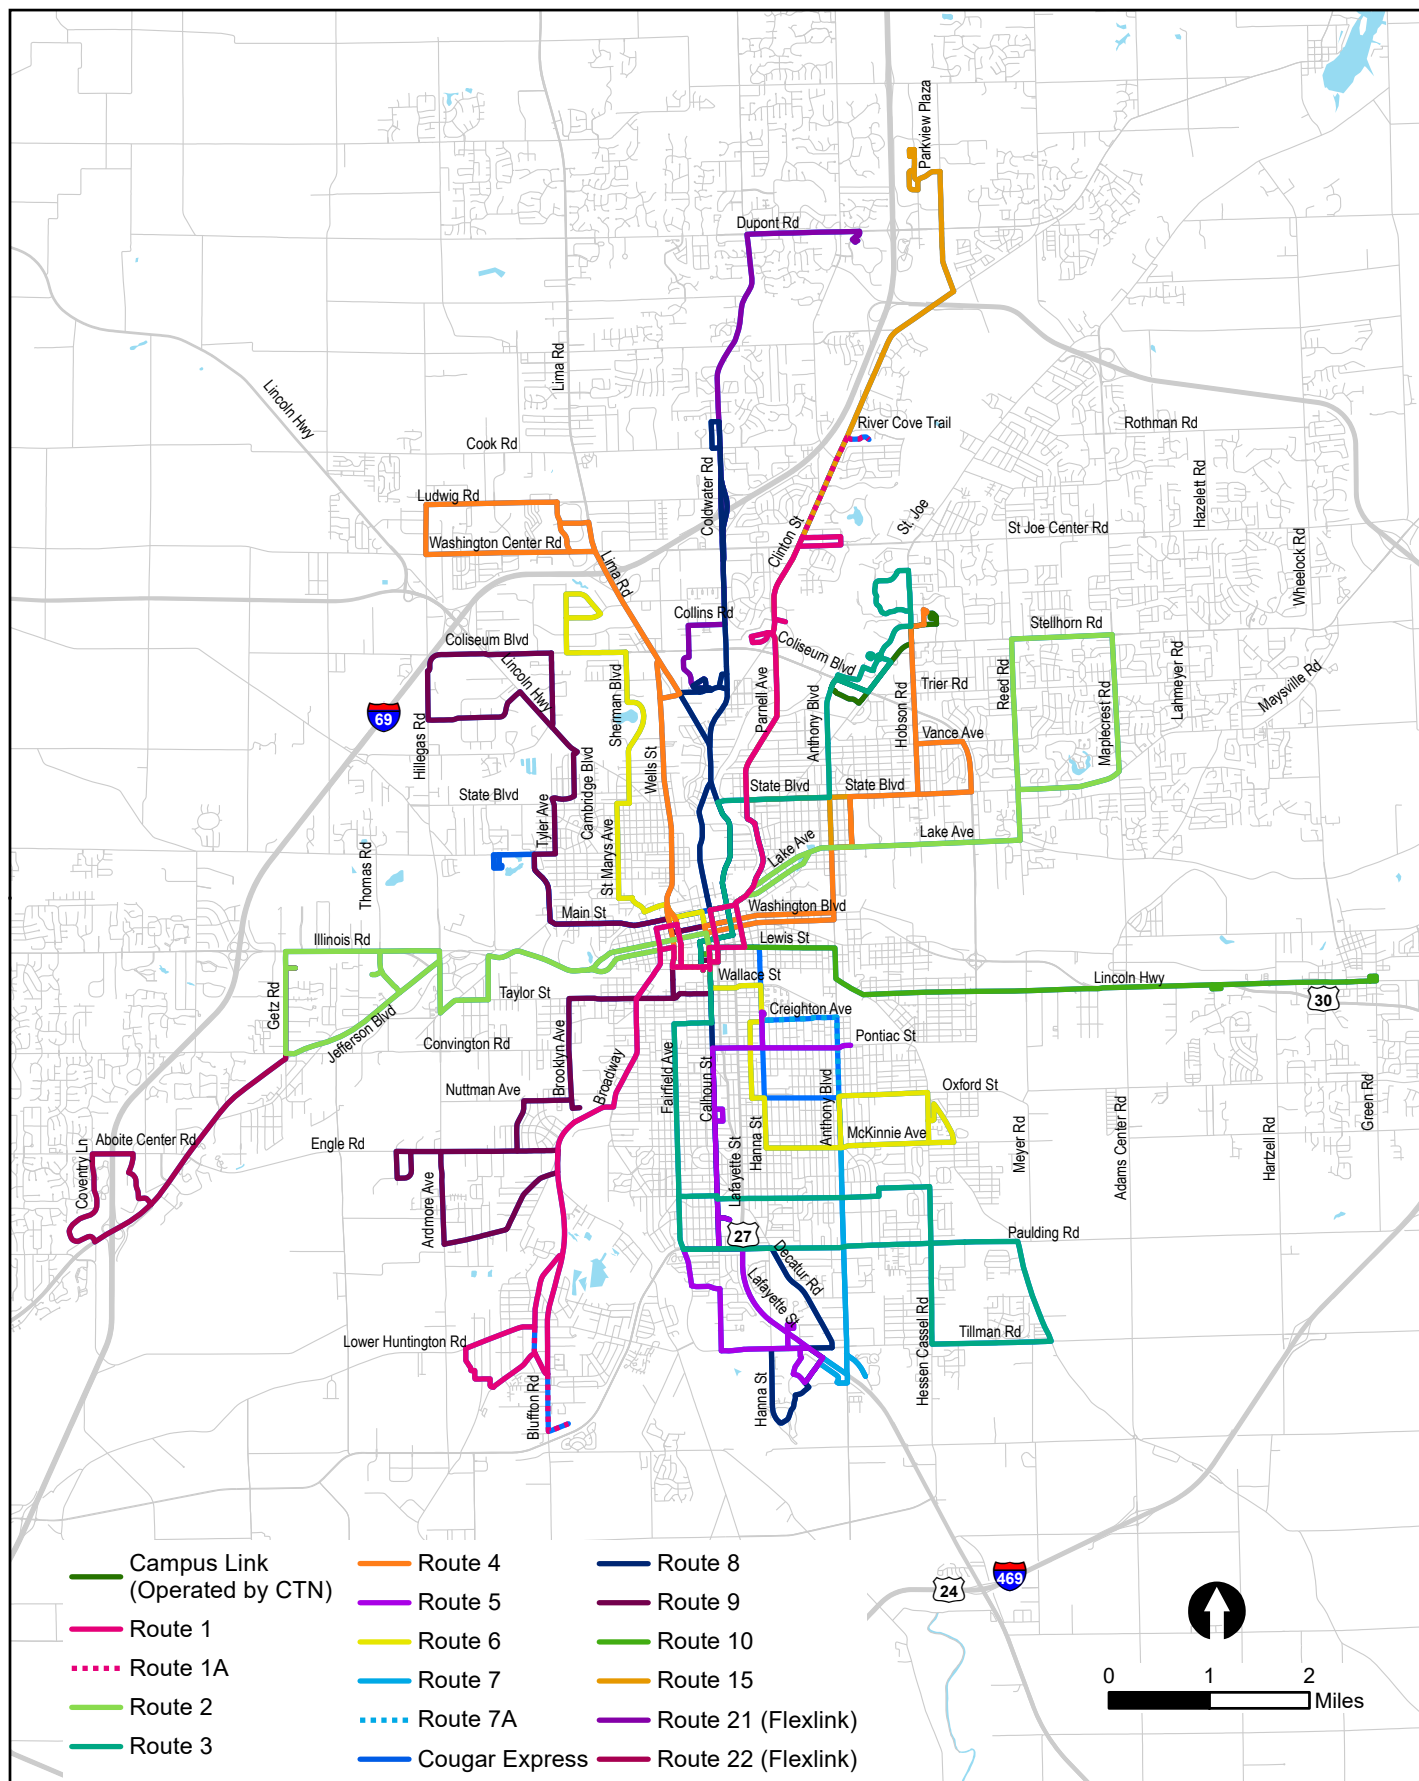 Parkview Plaza
Dupont Rd
Lincoln Hwy
Lima Rd
River Cove Trail
Rothman Rd
Cook Rd
Coldwater Rd
Hazelett Rd
Ludwig Rd
Clinton St
St. Joe
St Joe Center Rd
Washington Center Rd
Lima Rd
Wheelock Rd
Collins Rd
Stellhorn Rd
Coliseum Blvd
Coliseum Blvd
Lincoln Hwy
Sherman Blvd
Parnell Ave
Anthony Blvd
Hobson Rd
Trier Rd
Reed Rd
Maplecrest Rd
Lahmeyer Rd
Maysville Rd
69
Hillegas Rd
Vance Ave
Wells St
State Blvd
Tyler Ave
Cambridge Blvd
State Blvd
State Blvd
Lake Ave
Lake Ave
Thomas Rd
St Marys Ave
Main St
Washington Blvd
Illinois Rd
Lewis St
Wallace St
Lincoln Hwy
30
Getz Rd
Taylor St
Creighton Ave
Jefferson Blvd
Convington Rd
Pontiac St
Brooklyn Ave
Broadway
Fairfield Ave
Calhoun St
Anthony Blvd
Nuttman Ave
Oxford St
Green Rd
Aboite Center Rd
Engle Rd
Hanna St
McKinnie Ave
Meyer Rd
Adams Center Rd
Hartzell Rd
Coventry Ln
Ardmore Ave
Lafayette St
27
Paulding Rd
Decatur Rd
Lafayette St
Lower Huntington Rd
Tillman Rd
Hessen Cassel Rd
Bluffton Rd
Hanna St
Campus Link
(Operated by CTN)
Route 1
Route 1A
Route 2
Route 3
Route 4
Route 5
Route 6
Route 7
Route 7A
Cougar Express
Route 8
Route 9
Route 10
Route 15
Route 21 (Flexlink)
Route 22 (Flexlink)
24
469
0 1 2
Miles